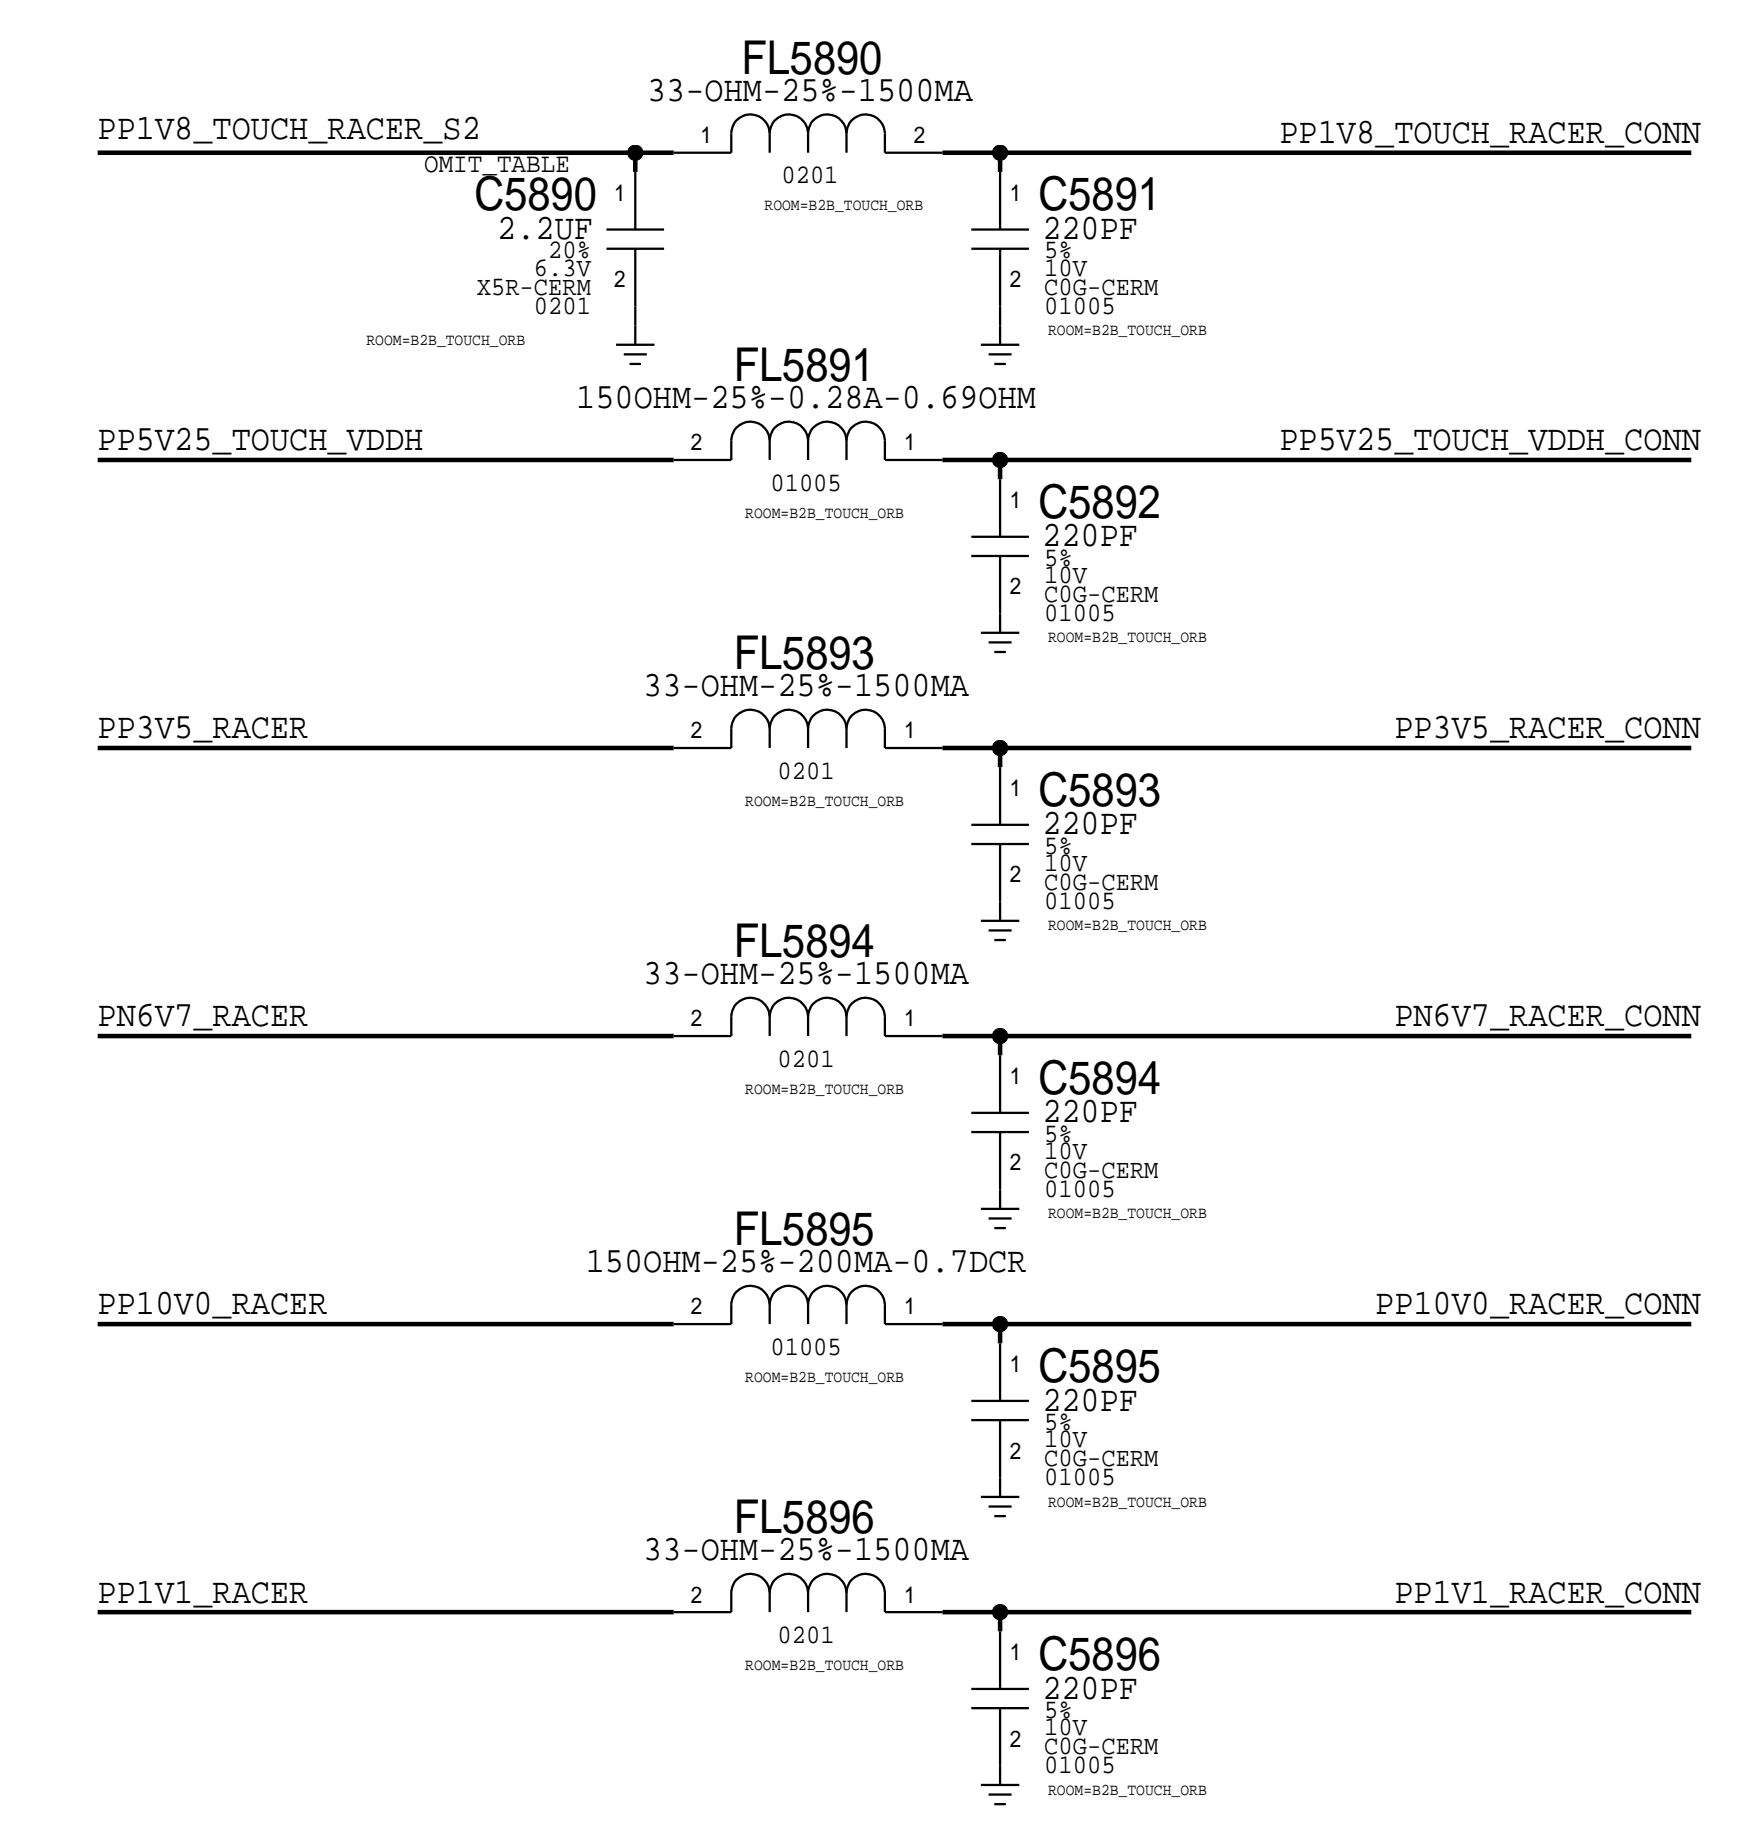 FL5890
33-OHM-25%-1500MA
PP1V8_TOUCH_RACER_S2
1
2
PP1V8_TOUCH_RACER_CONN
OMIT_TABLE
0201
ROOM=B2B_TOUCH_ORB
C5890
1
2.2UF
20%
6.3V
2
X5R-CERM
0201
ROOM=B2B_TOUCH_ORB
1
C5891
220PF
5%
10V
2
C0G-CERM
01005
ROOM=B2B_TOUCH_ORB
FL5891
150OHM-25%-0.28A-0.69OHM
PP5V25_TOUCH_VDDH
2
1
PP5V25_TOUCH_VDDH_CONN
01005
ROOM=B2B_TOUCH_ORB
1
C5892
220PF
5%
10V
2
C0G-CERM
01005
ROOM=B2B_TOUCH_ORB
FL5893
33-OHM-25%-1500MA
PP3V5_RACER
2
1
PP3V5_RACER_CONN
0201
ROOM=B2B_TOUCH_ORB
1
C5893
220PF
5%
10V
2
C0G-CERM
01005
ROOM=B2B_TOUCH_ORB
FL5894
33-OHM-25%-1500MA
PN6V7_RACER
2
1
PN6V7_RACER_CONN
0201
ROOM=B2B_TOUCH_ORB
1
C5894
220PF
5%
10V
2
C0G-CERM
01005
ROOM=B2B_TOUCH_ORB
FL5895
150OHM-25%-200MA-0.7DCR
PP10V0_RACER
2
1
PP10V0_RACER_CONN
01005
ROOM=B2B_TOUCH_ORB
1
C5895
220PF
5%
10V
2
C0G-CERM
01005
ROOM=B2B_TOUCH_ORB
FL5896
33-OHM-25%-1500MA
PP1V1_RACER
2
1
PP1V1_RACER_CONN
0201
ROOM=B2B_TOUCH_ORB
1
C5896
220PF
5%
10V
2
C0G-CERM
01005
ROOM=B2B_TOUCH_ORB